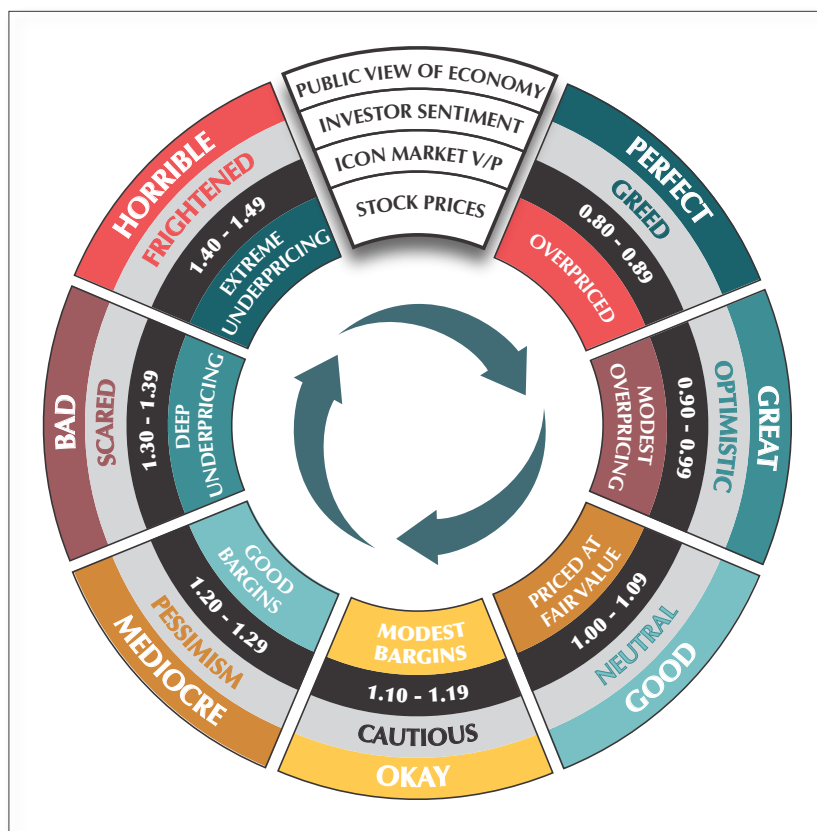 PUBLIC VIEW OF ECONOMY
INVESTOR SENTIMENT
ICON MARKET V/P
STOCK PRICES
PERFECT
GREED
0.80 - 0.89
OVERPRICED
GREAT
OPTIMISTIC
0.90 - 0.99
MODEST
OVERPRICING
GOOD
NEUTRAL
1.00 - 1.09
PRICED AT
FAIR VALUE
MODEST
BARGINS
1.10 - 1.19
CAUTIOUS
OKAY
GOOD
BARGINS
1.20 - 1.29
PESSIMISM
MEDIOCRE
BAD
SCARED
1.30 - 1.39
DEEP
UNDERPRICING
HORRIBLE
FRIGHTENED
1.40 - 1.49
EXTREME
UNDERPRICING